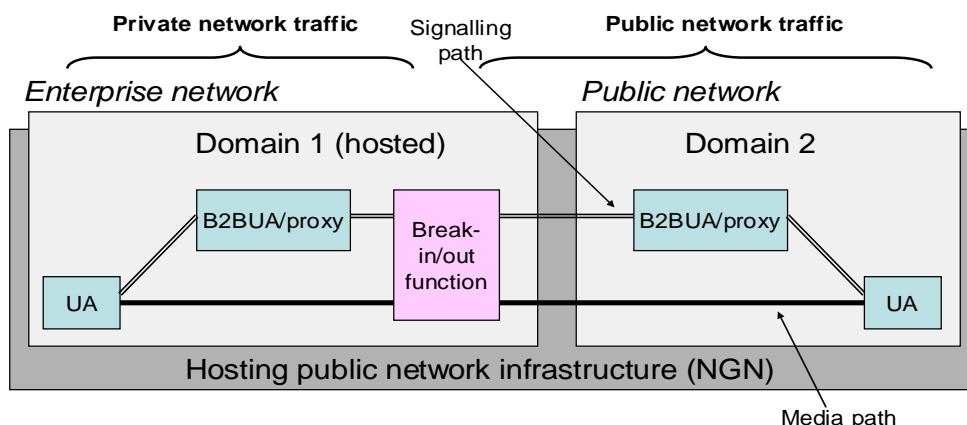 Private network traffic
Signalling
path
Public network traffic
Enterprise network
Public network
Domain 1 (hosted)
Domain 2
B2BUA/proxy
Break-
in/out
function
B2BUA/proxy
UA
UA
Hosting public network infrastructure (NGN)
Media path